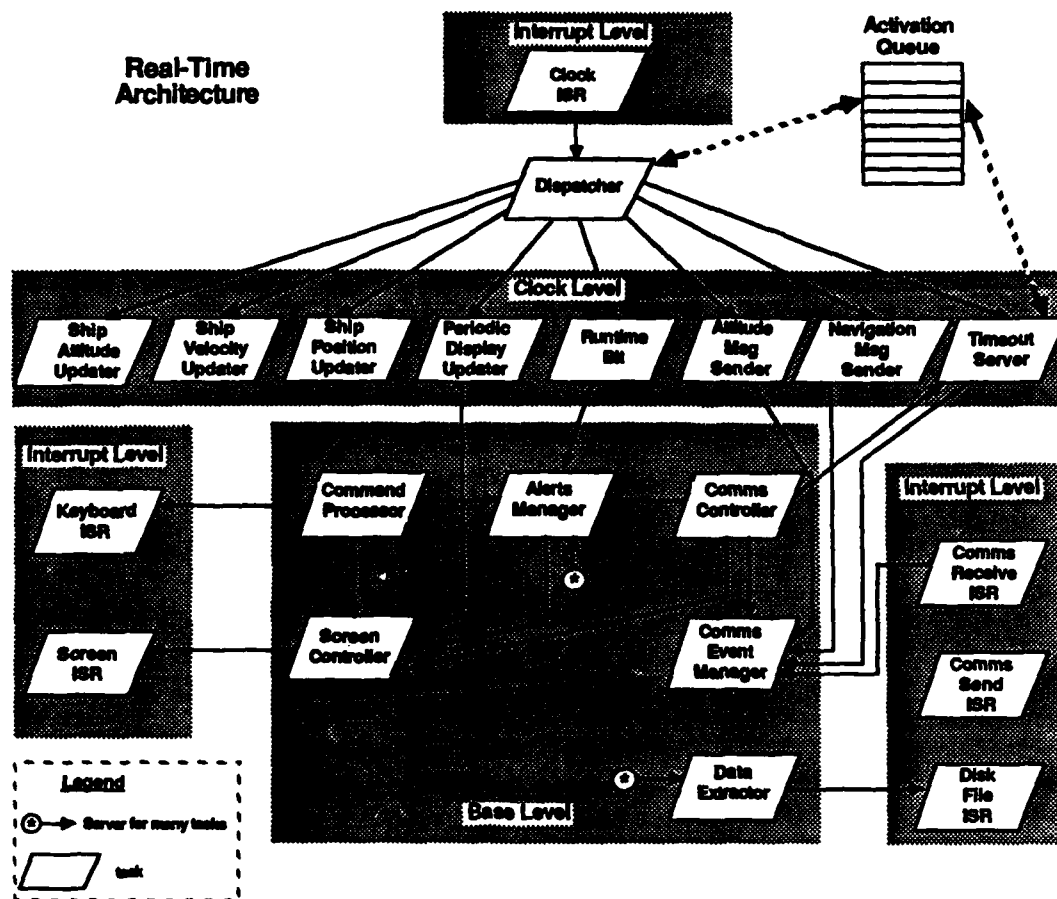 Real-Time
Architecture
Interrupt Level
Clock
ISR
Activation
Queue
Dispatcher
Clock Level
Ship
Attitude
Updater
Ship
Velocity
Updater
Ship
Position
Updater
Periodic
Display
Updater
Runtime
Bit
Attitude
Msg
Sender
Navigation
Msg
Sender
Timeout
Server
Interrupt Level
Keyboard
ISR
Screen
ISR
Command
Processor
Alerts
Manager
Comms
Controller
Screen
Controller
Comms
Event
Manager
Data
Extractor
Base Level
Interrupt Level
Comms
Receive
ISR
Comms
Send
ISR
Disk
File
ISR
Legend
Server for many tasks
task